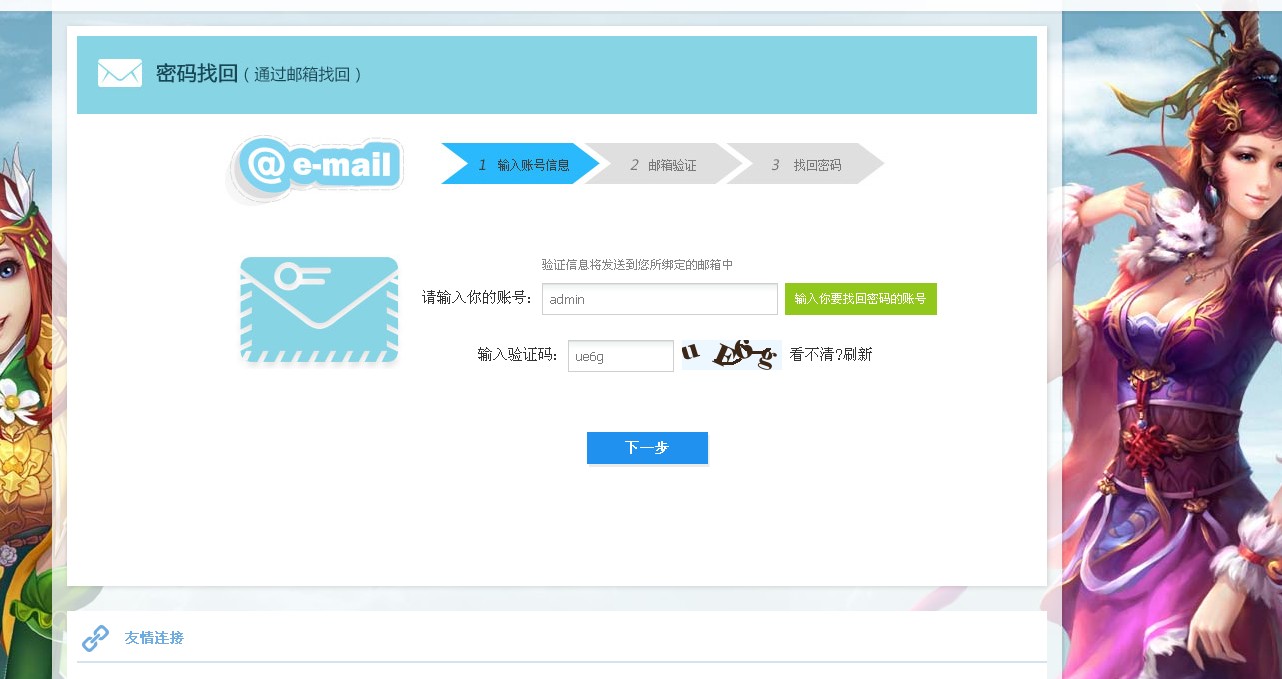 密码找回（通过邮箱找回）
@e-mail
1 输入账号信息
2 邮箱验证
3 找回密码
验证信息将发送到您所绑定的邮箱中
请输入你的账号： admin 输入你要找回密码的账号
输入验证码： ue6g u E6g 看不清?刷新
下一步
友情连接